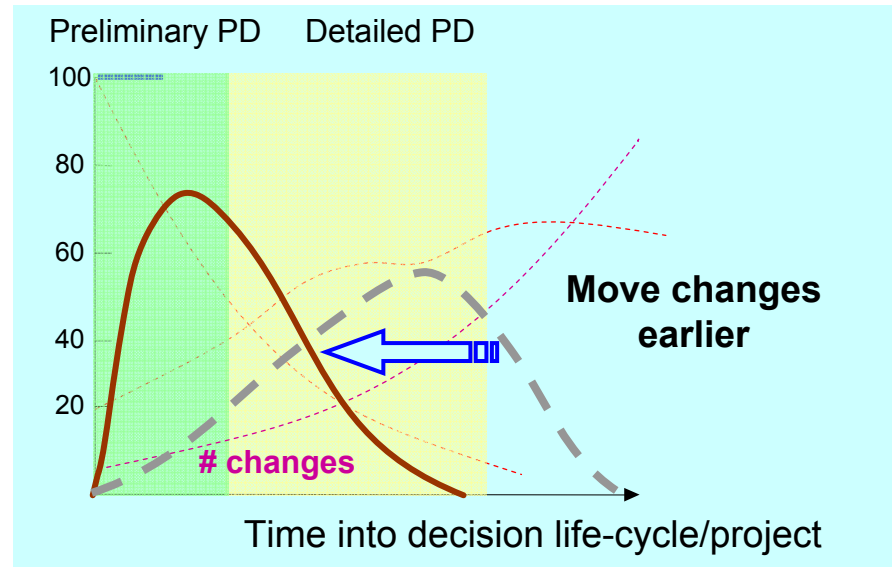 Preliminary PD
Detailed PD
100
80
60
40
20
Move changes
earlier
# changes
Time into decision life-cycle/project